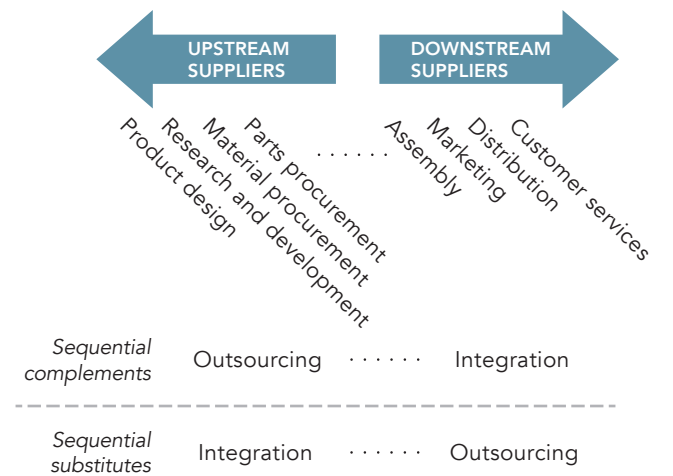 UPSTREAM
SUPPLIERS
DOWNSTREAM
SUPPLIERS
Product design
Research and development
Material procurement
Parts procurement
. . . . . .
Assembly
Marketing
Distribution
Customer services
Sequential
complements
Outsourcing . . . . . . Integration
Sequential
substitutes
Integration . . . . . . Outsourcing